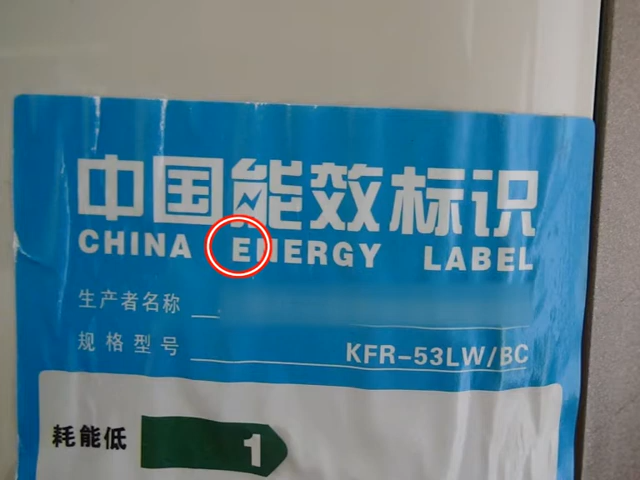 中国能效标识
CHINA ENERGY LABEL
生产者名称
规格型号 KFR-53LW/BC
耗能低 1